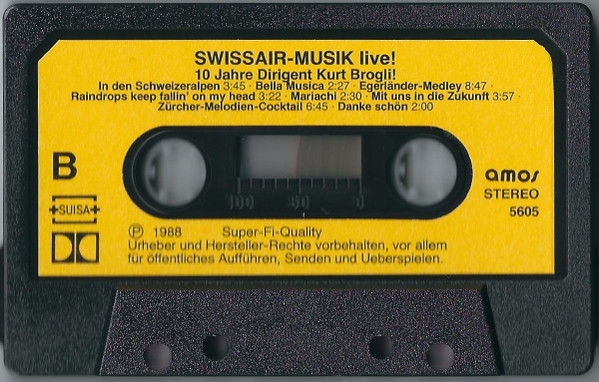 SWISSAIR-MUSIK live!
10 Jahre Dirigent Kurt Brogli!
In den Schweizeralpen 3:45 · Bella Musica 2:27 · Egerländer-Medley 8:47 ·
Raindrops keep fallin' on my head 3:22 · Mariachi 2:30 · Mit uns in die Zukunft 3:57 ·
Zürcher-Melodien-Cocktail 6:45 · Danke schön 2:00
B
amos
STEREO
5605
SUISA
100 50 0
℗ 1988 Super-Fi-Quality
Urheber und Hersteller-Rechte vorbehalten, vor allem
für öffentliches Aufführen, Senden und Ueberspielen.